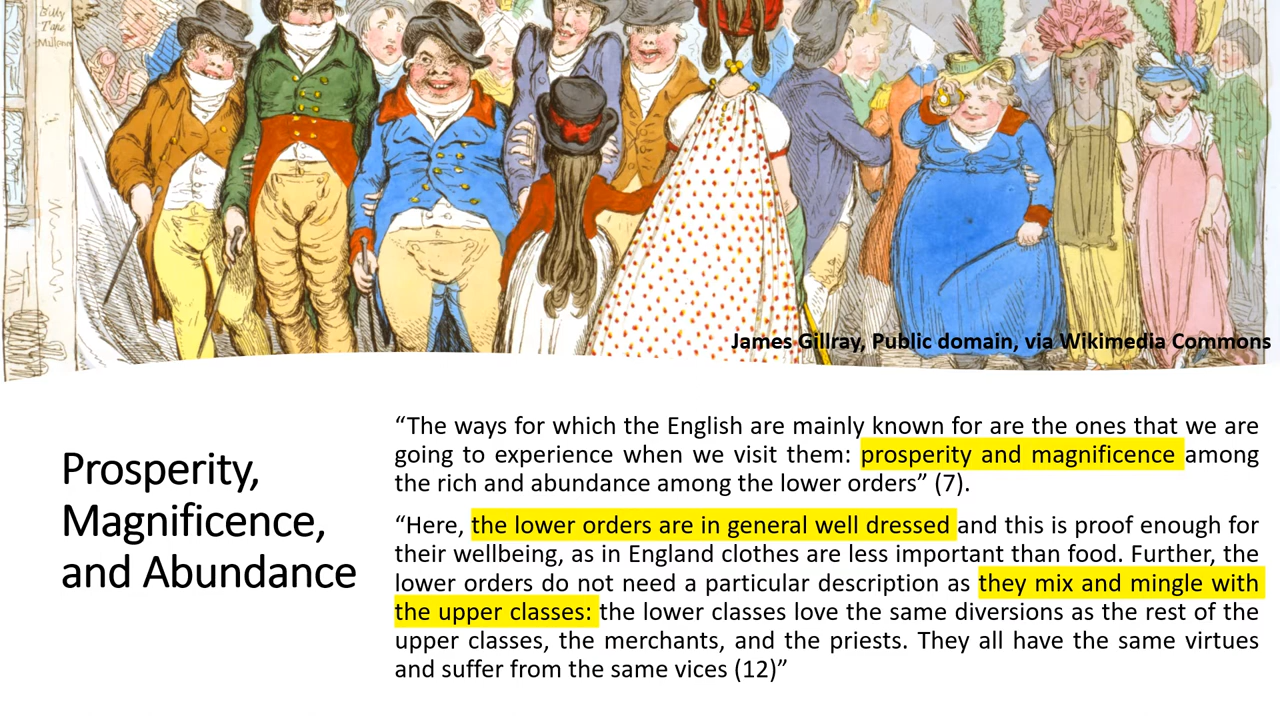 Billy
James Gillray, Public domain, via Wikimedia Commons
Prosperity,
Magnificence,
and Abundance
“The ways for which the English are mainly known for are the ones that we are
going to experience when we visit them: prosperity and magnificence among
the rich and abundance among the lower orders” (7).
“Here, the lower orders are in general well dressed and this is proof enough for
their wellbeing, as in England clothes are less important than food. Further, the
lower orders do not need a particular description as they mix and mingle with
the upper classes: the lower classes love the same diversions as the rest of the
upper classes, the merchants, and the priests. They all have the same virtues
and suffer from the same vices (12)”